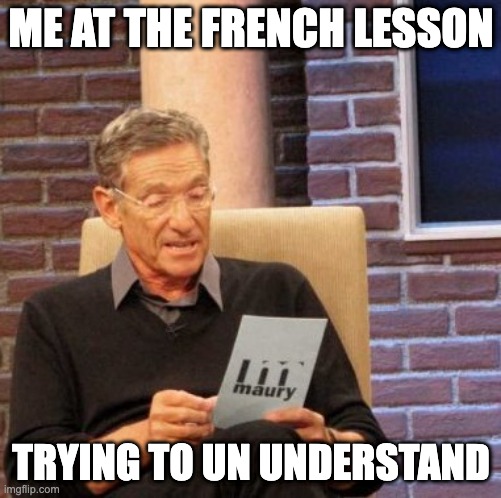 ME AT THE FRENCH LESSON
maury
TRYING TO UN UNDERSTAND
imgflip.com